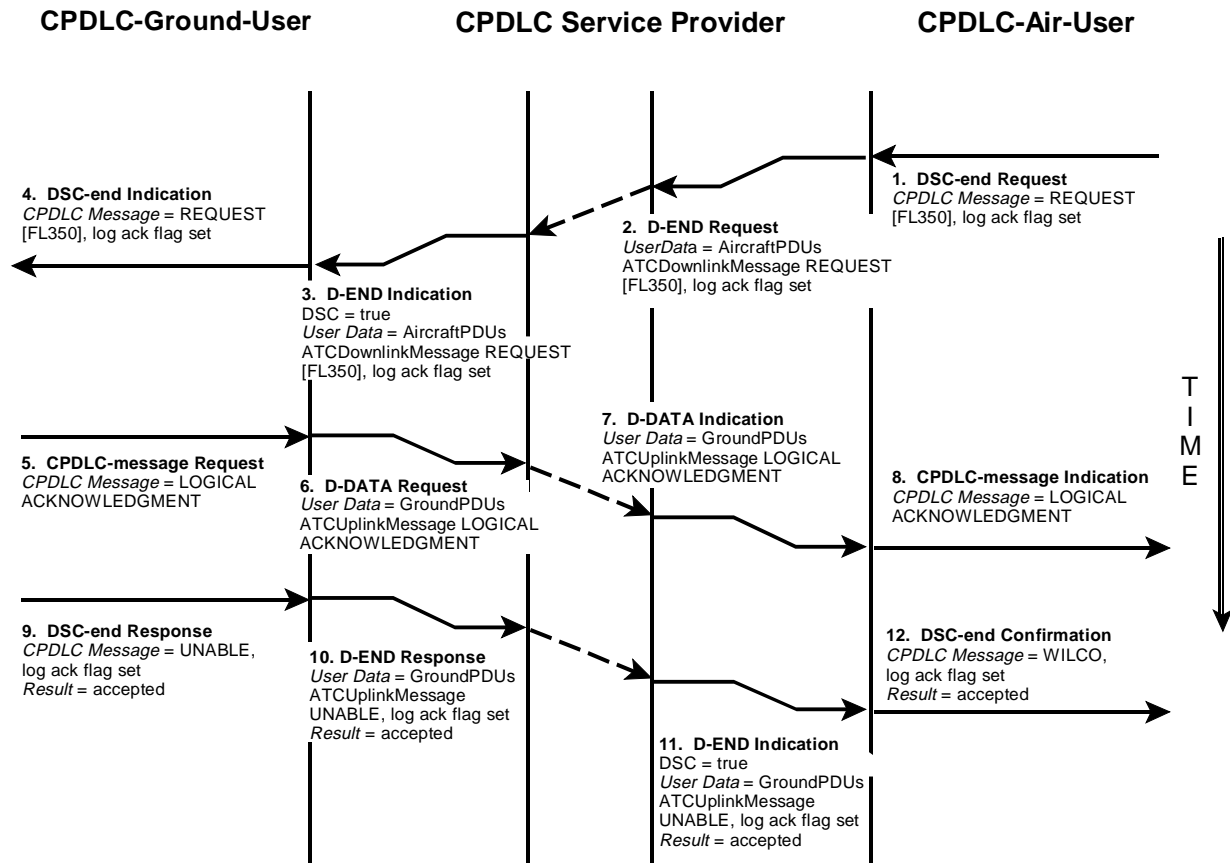 CPDLC-Ground-User
CPDLC Service Provider
CPDLC-Air-User
1. DSC-end Request
CPDLC Message = REQUEST
[FL350], log ack flag set
2. D-END Request
UserData = AircraftPDUs
ATCDownlinkMessage REQUEST
[FL350], log ack flag set
3. D-END Indication
DSC = true
User Data = AircraftPDUs
ATCDownlinkMessage REQUEST
[FL350], log ack flag set
4. DSC-end Indication
CPDLC Message = REQUEST
[FL350], log ack flag set
5. CPDLC-message Request
CPDLC Message = LOGICAL
ACKNOWLEDGMENT
6. D-DATA Request
User Data = GroundPDUs
ATCUplinkMessage LOGICAL
ACKNOWLEDGMENT
7. D-DATA Indication
User Data = GroundPDUs
ATCUplinkMessage LOGICAL
ACKNOWLEDGMENT
8. CPDLC-message Indication
CPDLC Message = LOGICAL
ACKNOWLEDGMENT
9. DSC-end Response
CPDLC Message = UNABLE,
log ack flag set
Result = accepted
10. D-END Response
User Data = GroundPDUs
ATCUplinkMessage
UNABLE, log ack flag set
Result = accepted
11. D-END Indication
DSC = true
User Data = GroundPDUs
ATCUplinkMessage
UNABLE, log ack flag set
Result = accepted
12. DSC-end Confirmation
CPDLC Message = WILCO,
log ack flag set
Result = accepted
T
I
M
E